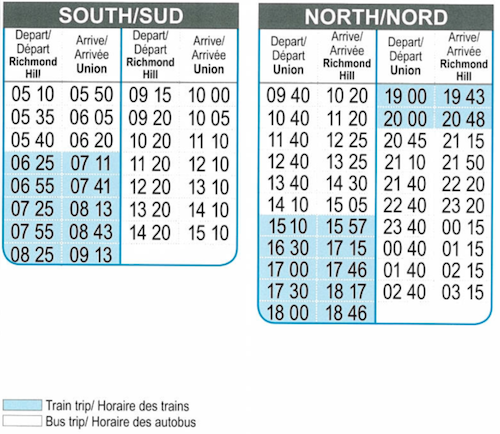 SOUTH/SUD
Depart/ Arrive/ Depart/ Arrive/
Départ Arrivée Départ Arrivée
Richmond Union Richmond Union
Hill Hill
05 10 05 50 09 15 10 00
05 35 06 05 09 20 10 05
05 40 06 20 10 20 11 10
06 25 07 11 11 20 12 10
06 55 07 41 12 20 13 10
07 25 08 13 13 20 14 10
07 55 08 43 14 20 15 10
08 25 09 13
NORTH/NORD
Depart/ Arrive/ Depart/ Arrive/
Départ Arrivée Départ Arrivée
Union Richmond Union Richmond
Hill Hill
09 40 10 20 19 00 19 43
10 40 11 20 20 00 20 48
11 40 12 25 20 45 21 15
12 40 13 25 21 10 21 50
13 40 14 30 21 40 22 20
14 10 15 05 22 40 23 20
15 10 15 57 23 40 00 15
16 30 17 15 00 40 01 15
17 00 17 46 01 40 02 15
17 30 18 17 02 40 03 15
18 00 18 46
Train trip/ Horaire des trains
Bus trip/ Horaire des autobus